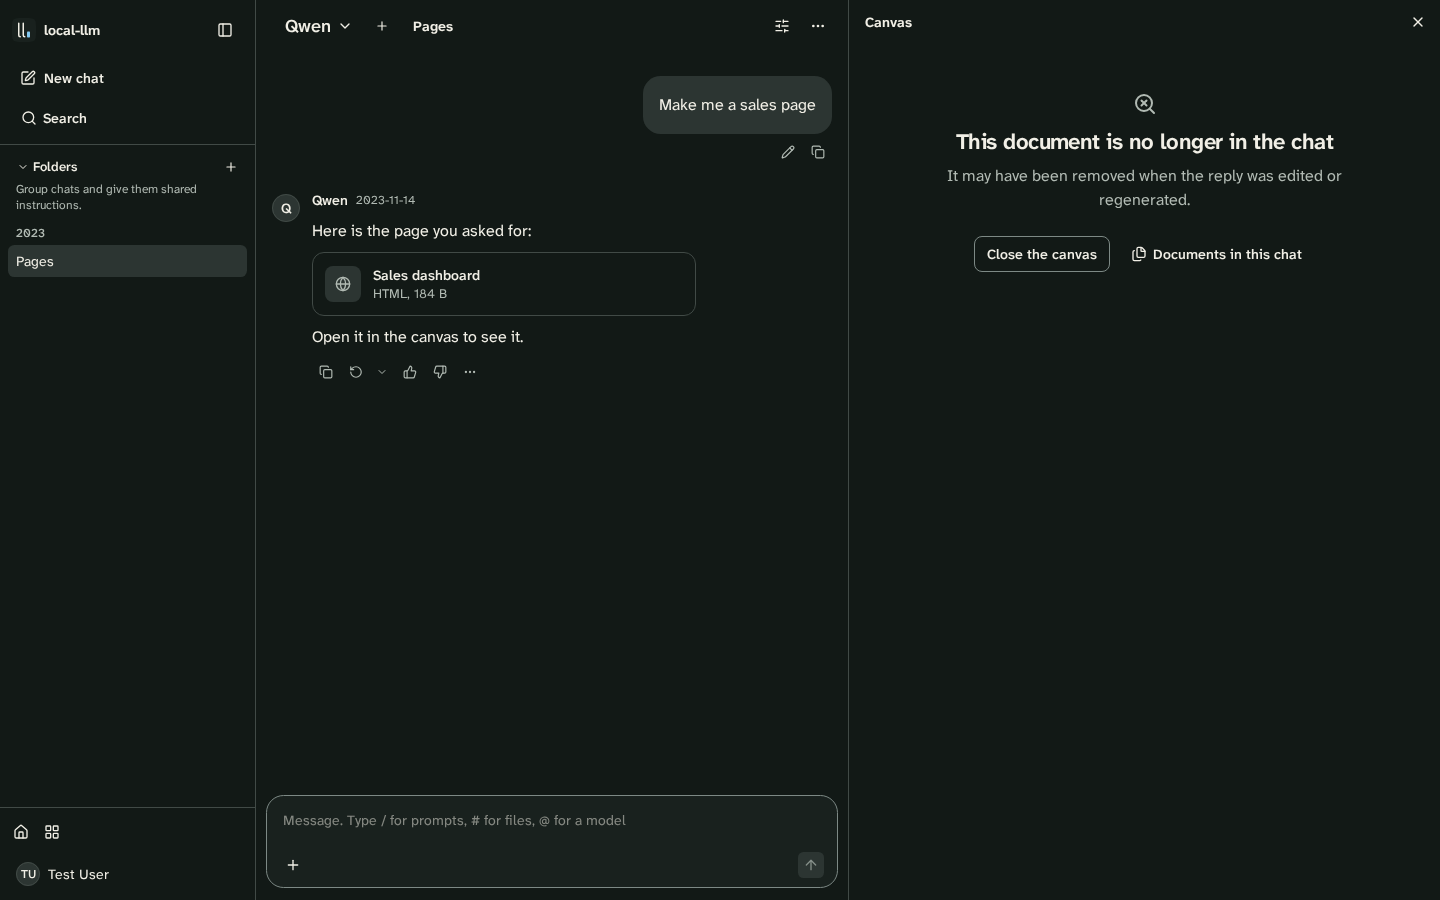 local-llm
New chat
Search
Folders
Group chats and give them shared
instructions.
2023
Pages
TU
Test User
Qwen
Pages
Make me a sales page
Q
Qwen 2023-11-14
Here is the page you asked for:
Sales dashboard
HTML, 184 B
Open it in the canvas to see it.
Message. Type / for prompts, # for files, @ for a model
Canvas
This document is no longer in the chat
It may have been removed when the reply was edited or
regenerated.
Close the canvas
Documents in this chat